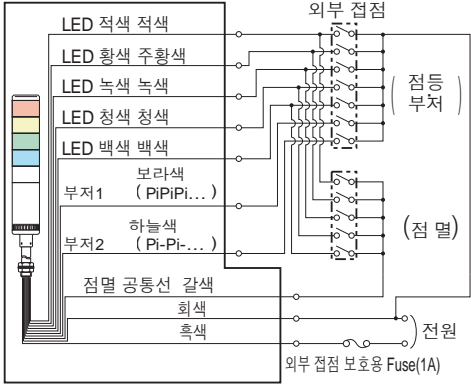 외부 접점
LED 적색 적색
LED 황색 주황색
LED 녹색 녹색
LED 청색 청색
LED 백색 백색
점등
부저
보라색
부저1 ( PiPiPi... )
하늘색
부저2 ( Pi-Pi-... )
(점 멸)
점멸 공통선 갈색
회색
흑색
전원
외부 접점 보호용 Fuse(1A)